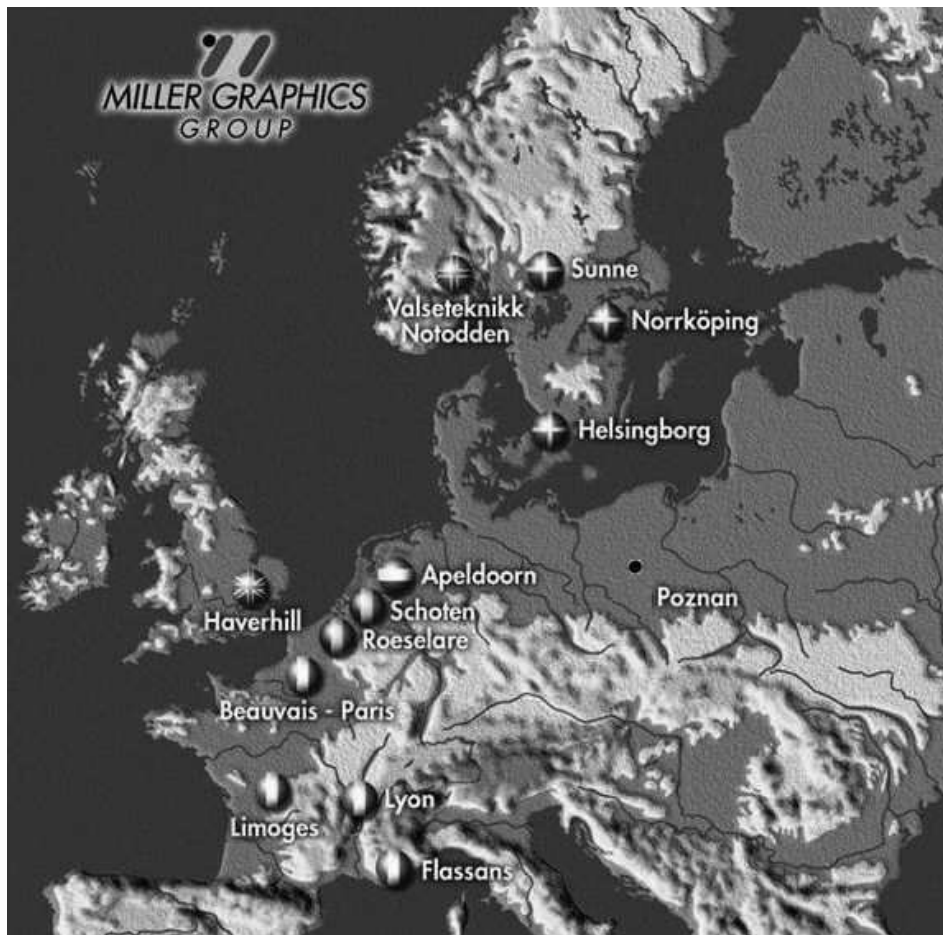 MILLER GRAPHICS
GROUP
Sunne
Valseteknikk
Notodden
Norrköping
Helsingborg
Apeldoorn
Haverhill
Schoten
Poznan
Roeselare
Beauvais - Paris
Lyon
Limoges
Flassans